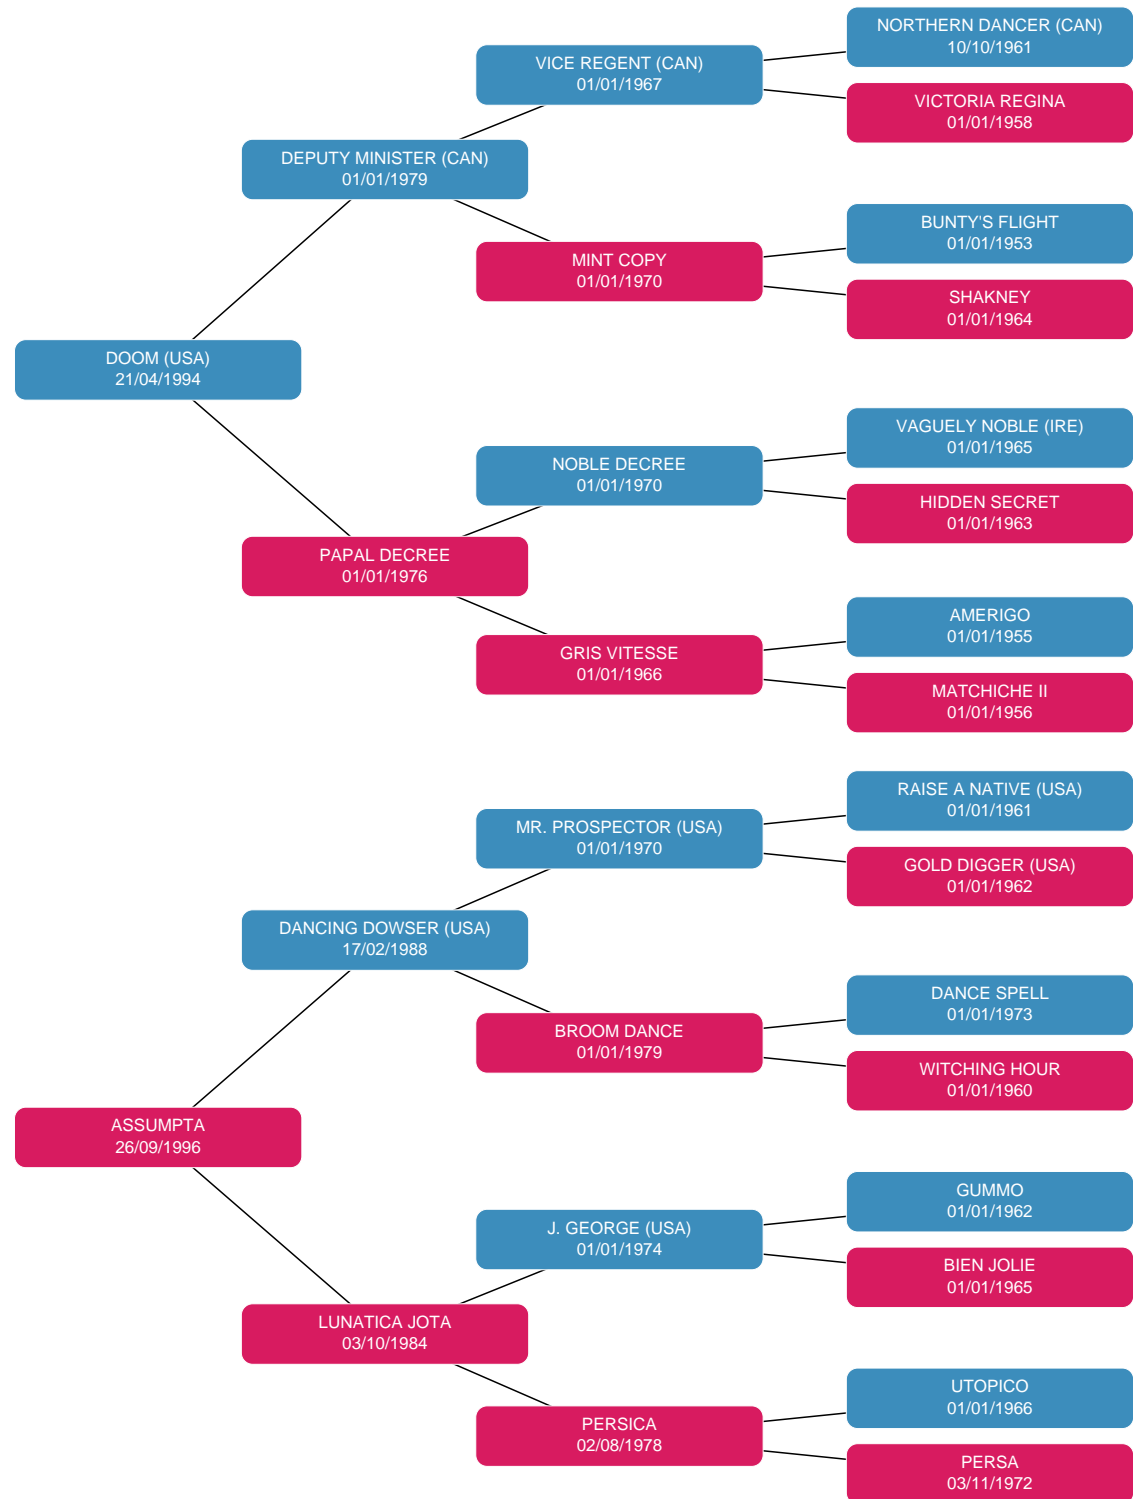 NORTHERN DANCER (CAN)
10/10/1961
VICE REGENT (CAN)
01/01/1967
VICTORIA REGINA
01/01/1958
DEPUTY MINISTER (CAN)
01/01/1979
BUNTY'S FLIGHT
01/01/1953
MINT COPY
01/01/1970
SHAKNEY
01/01/1964
DOOM (USA)
21/04/1994
VAGUELY NOBLE (IRE)
01/01/1965
NOBLE DECREE
01/01/1970
HIDDEN SECRET
01/01/1963
PAPAL DECREE
01/01/1976
AMERIGO
01/01/1955
GRIS VITESSE
01/01/1966
MATCHICHE II
01/01/1956
RAISE A NATIVE (USA)
01/01/1961
MR. PROSPECTOR (USA)
01/01/1970
GOLD DIGGER (USA)
01/01/1962
DANCING DOWSER (USA)
17/02/1988
DANCE SPELL
01/01/1973
BROOM DANCE
01/01/1979
WITCHING HOUR
01/01/1960
ASSUMPTA
26/09/1996
GUMMO
01/01/1962
J. GEORGE (USA)
01/01/1974
BIEN JOLIE
01/01/1965
LUNATICA JOTA
03/10/1984
UTOPICO
01/01/1966
PERSICA
02/08/1978
PERSA
03/11/1972